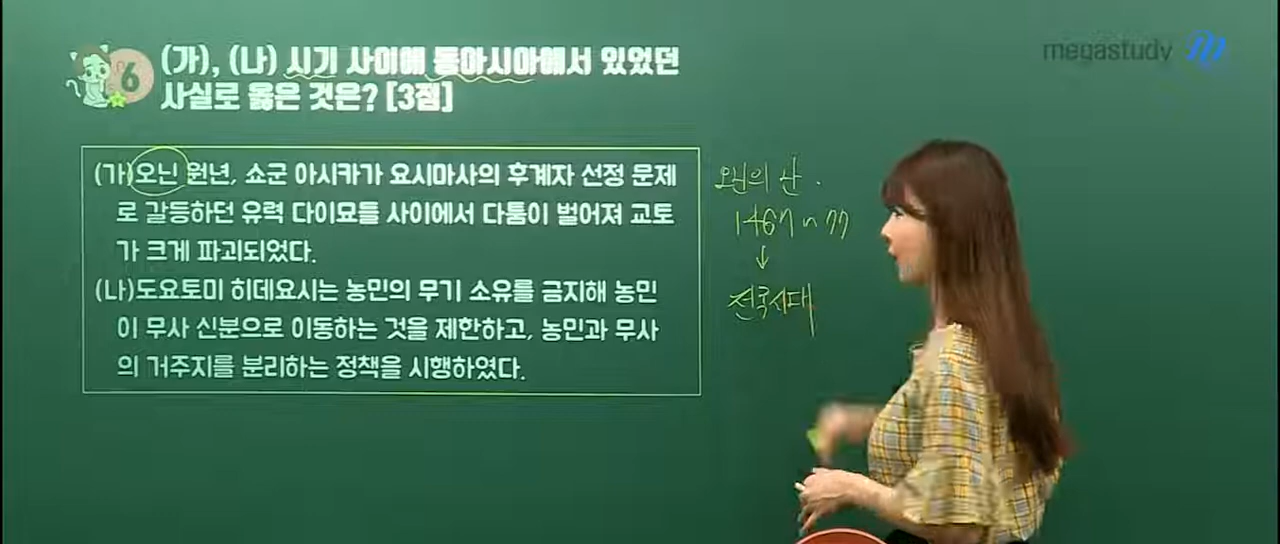 megastudy
6
(가), (나) 시기 사이에 동아시아에서 있었던
사실로 옳은 것은? [3점]
(가)오닌 원년, 쇼군 아시카가 요시마사의 후계자 선정 문제
로 갈등하던 유력 다이묘들 사이에서 다툼이 벌어져 교토
가 크게 파괴되었다.
(나)도요토미 히데요시는 농민의 무기 소유를 금지해 농민
이 무사 신분으로 이동하는 것을 제한하고, 농민과 무사
의 거주지를 분리하는 정책을 시행하였다.
오닌의 난.
1467~77
↓
전국시대